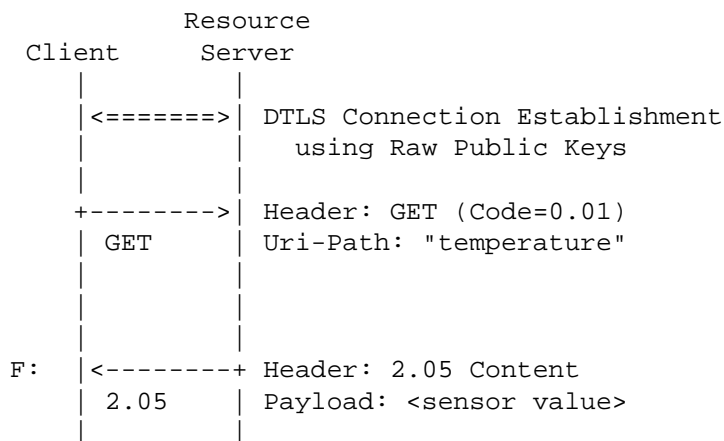 Resource
Client Server
|<=======>| DTLS Connection Establishment
| | using Raw Public Keys
| |
+-------->| Header: GET (Code=0.01)
| GET | Uri-Path: "temperature"
| |
| |
| |
F: |<--------+ Header: 2.05 Content
| 2.05 | Payload: <sensor value>
| |